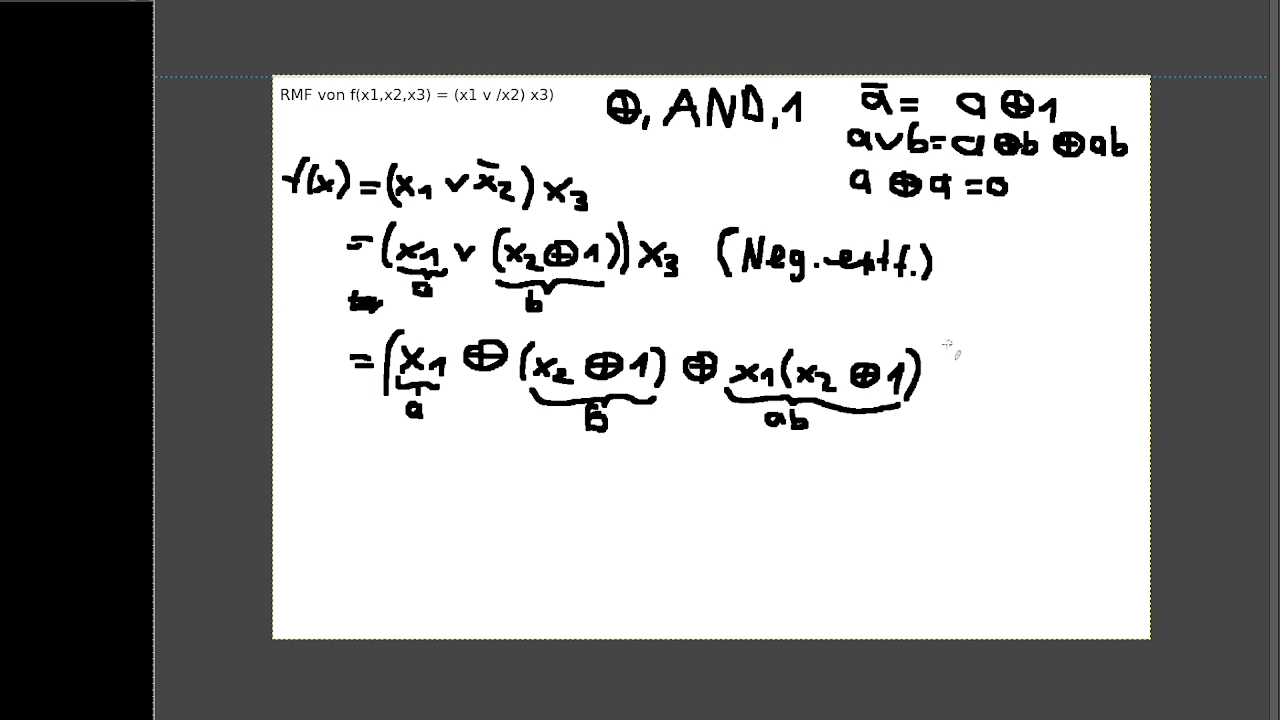 RMF von f(x1,x2,x3) = (x1 v /x2) x3)
⊕, AND, 1
a̅ = a ⊕ 1
a v b = a ⊕ b ⊕ ab
a ⊕ a = 0
f(x) = (x₁ v x̅₂) x₃
= (x₁ v (x₂ ⊕ 1)) x₃ (Neg.-entf.)
a b
= (x₁ ⊕ (x₂ ⊕ 1) ⊕ x₁(x₂ ⊕ 1)
a b ab